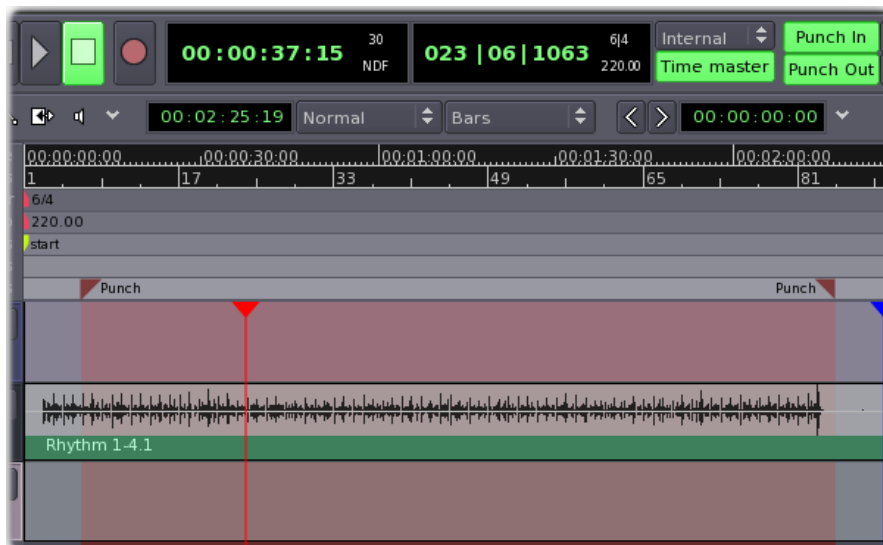 00:00:37:15 30 NDF 023|06|1063 6|4 220.00 Internal Time master Punch In Punch Out
00:02:25:19 Normal Bars < > 00:00:00:00
00:00:00:00 00:00:30:00 00:01:00:00 00:01:30:00 00:02:00:00
1 17 33 49 65 81
6/4
220.00
start
Punch Punch
Rhythm 1-4.1